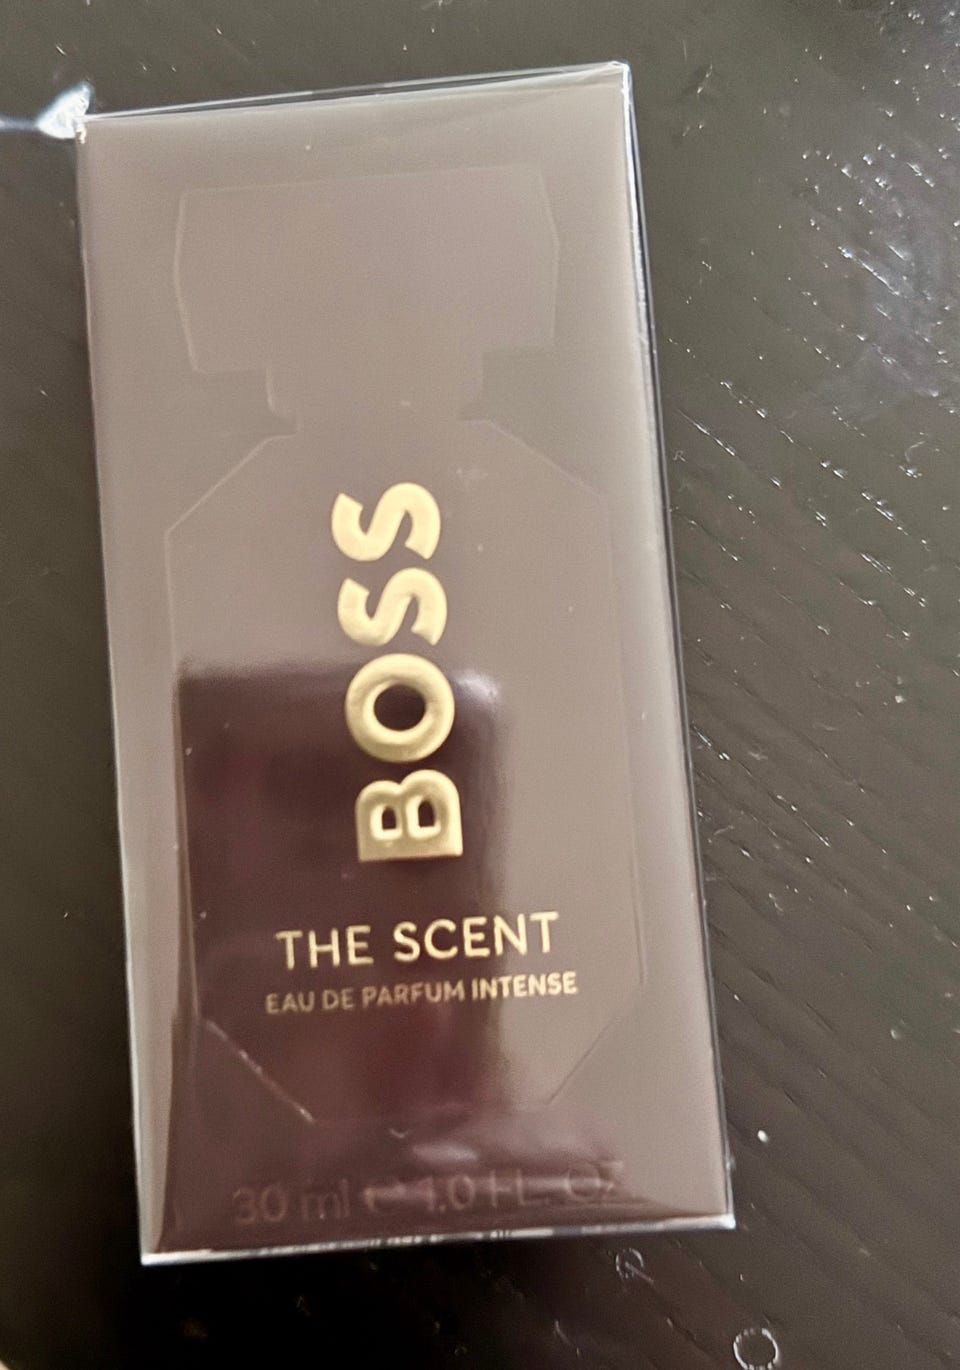 BOSS
THE SCENT
EAU DE PARFUM INTENSE
30 ml ℮ 1.0 FL. OZ.